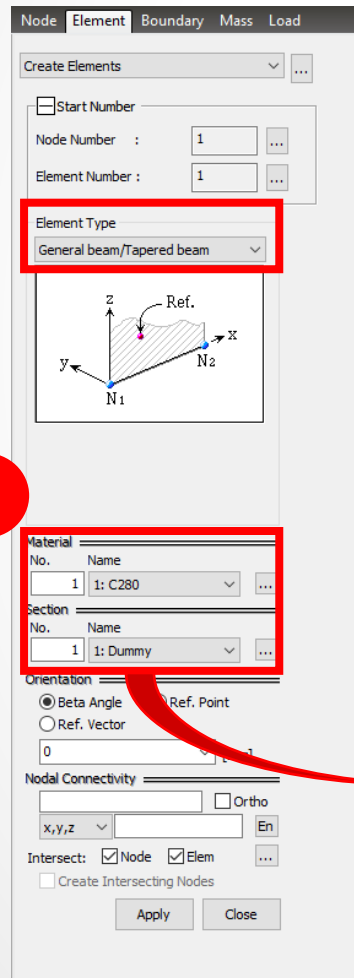 Node Element Boundary Mass Load
Create Elements ...
Start Number
Node Number : 1 ...
Element Number : 1 ...
Element Type
General beam/Tapered beam
z Ref.
x
y N2
N1
Material
No. Name
1 1: C280 ...
Section
No. Name
1 1: Dummy ...
Orientation
Beta Angle Ref. Point
Ref. Vector
0
Nodal Connectivity
Ortho
x,y,z En
Intersect: Node Elem ...
Create Intersecting Nodes
Apply Close